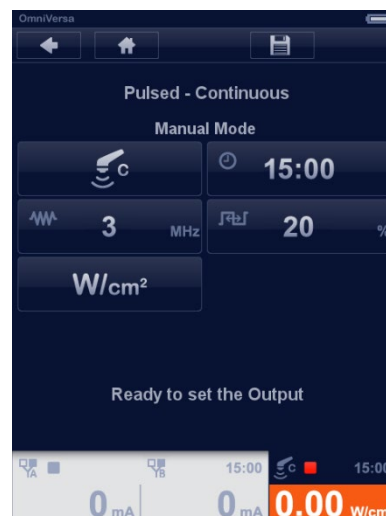 OmniVersa
Pulsed - Continuous
Manual Mode
C 15:00
3 MHz 20 %
W/cm²
Ready to set the Output
YA YB 15:00 C 15:00
0 mA 0 mA 0.00 W/cm